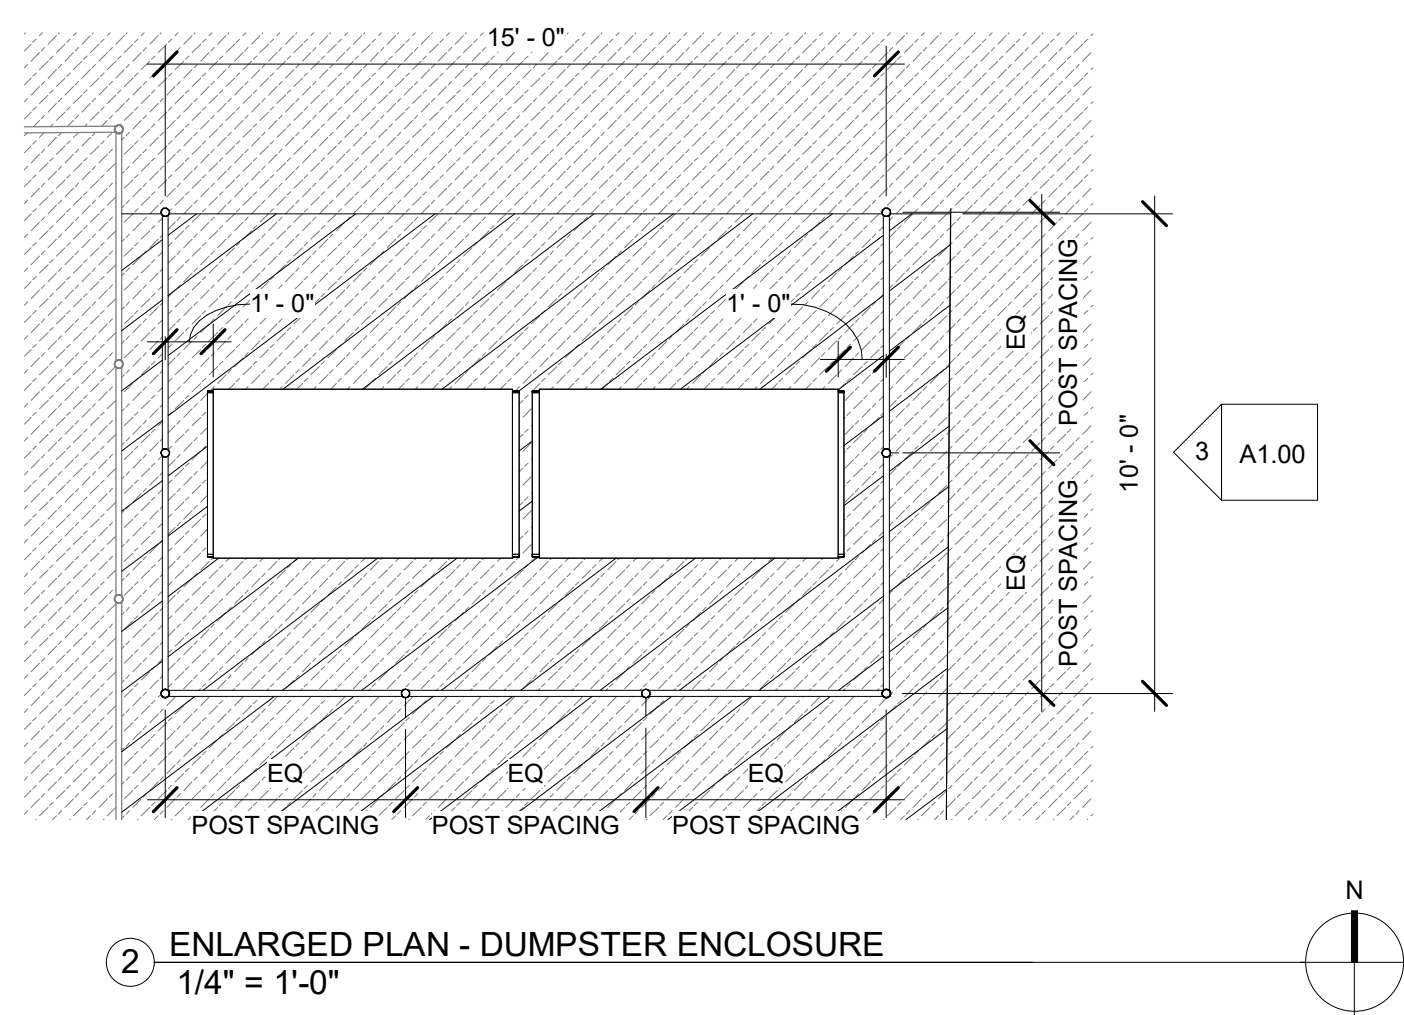 15' - 0"
1' - 0"
1' - 0"
EQ
POST SPACING
10' - 0"
3
A1.00
EQ
POST SPACING
EQ
EQ
EQ
POST SPACING
POST SPACING
POST SPACING
N
2
ENLARGED PLAN - DUMPSTER ENCLOSURE
1/4" = 1'-0"